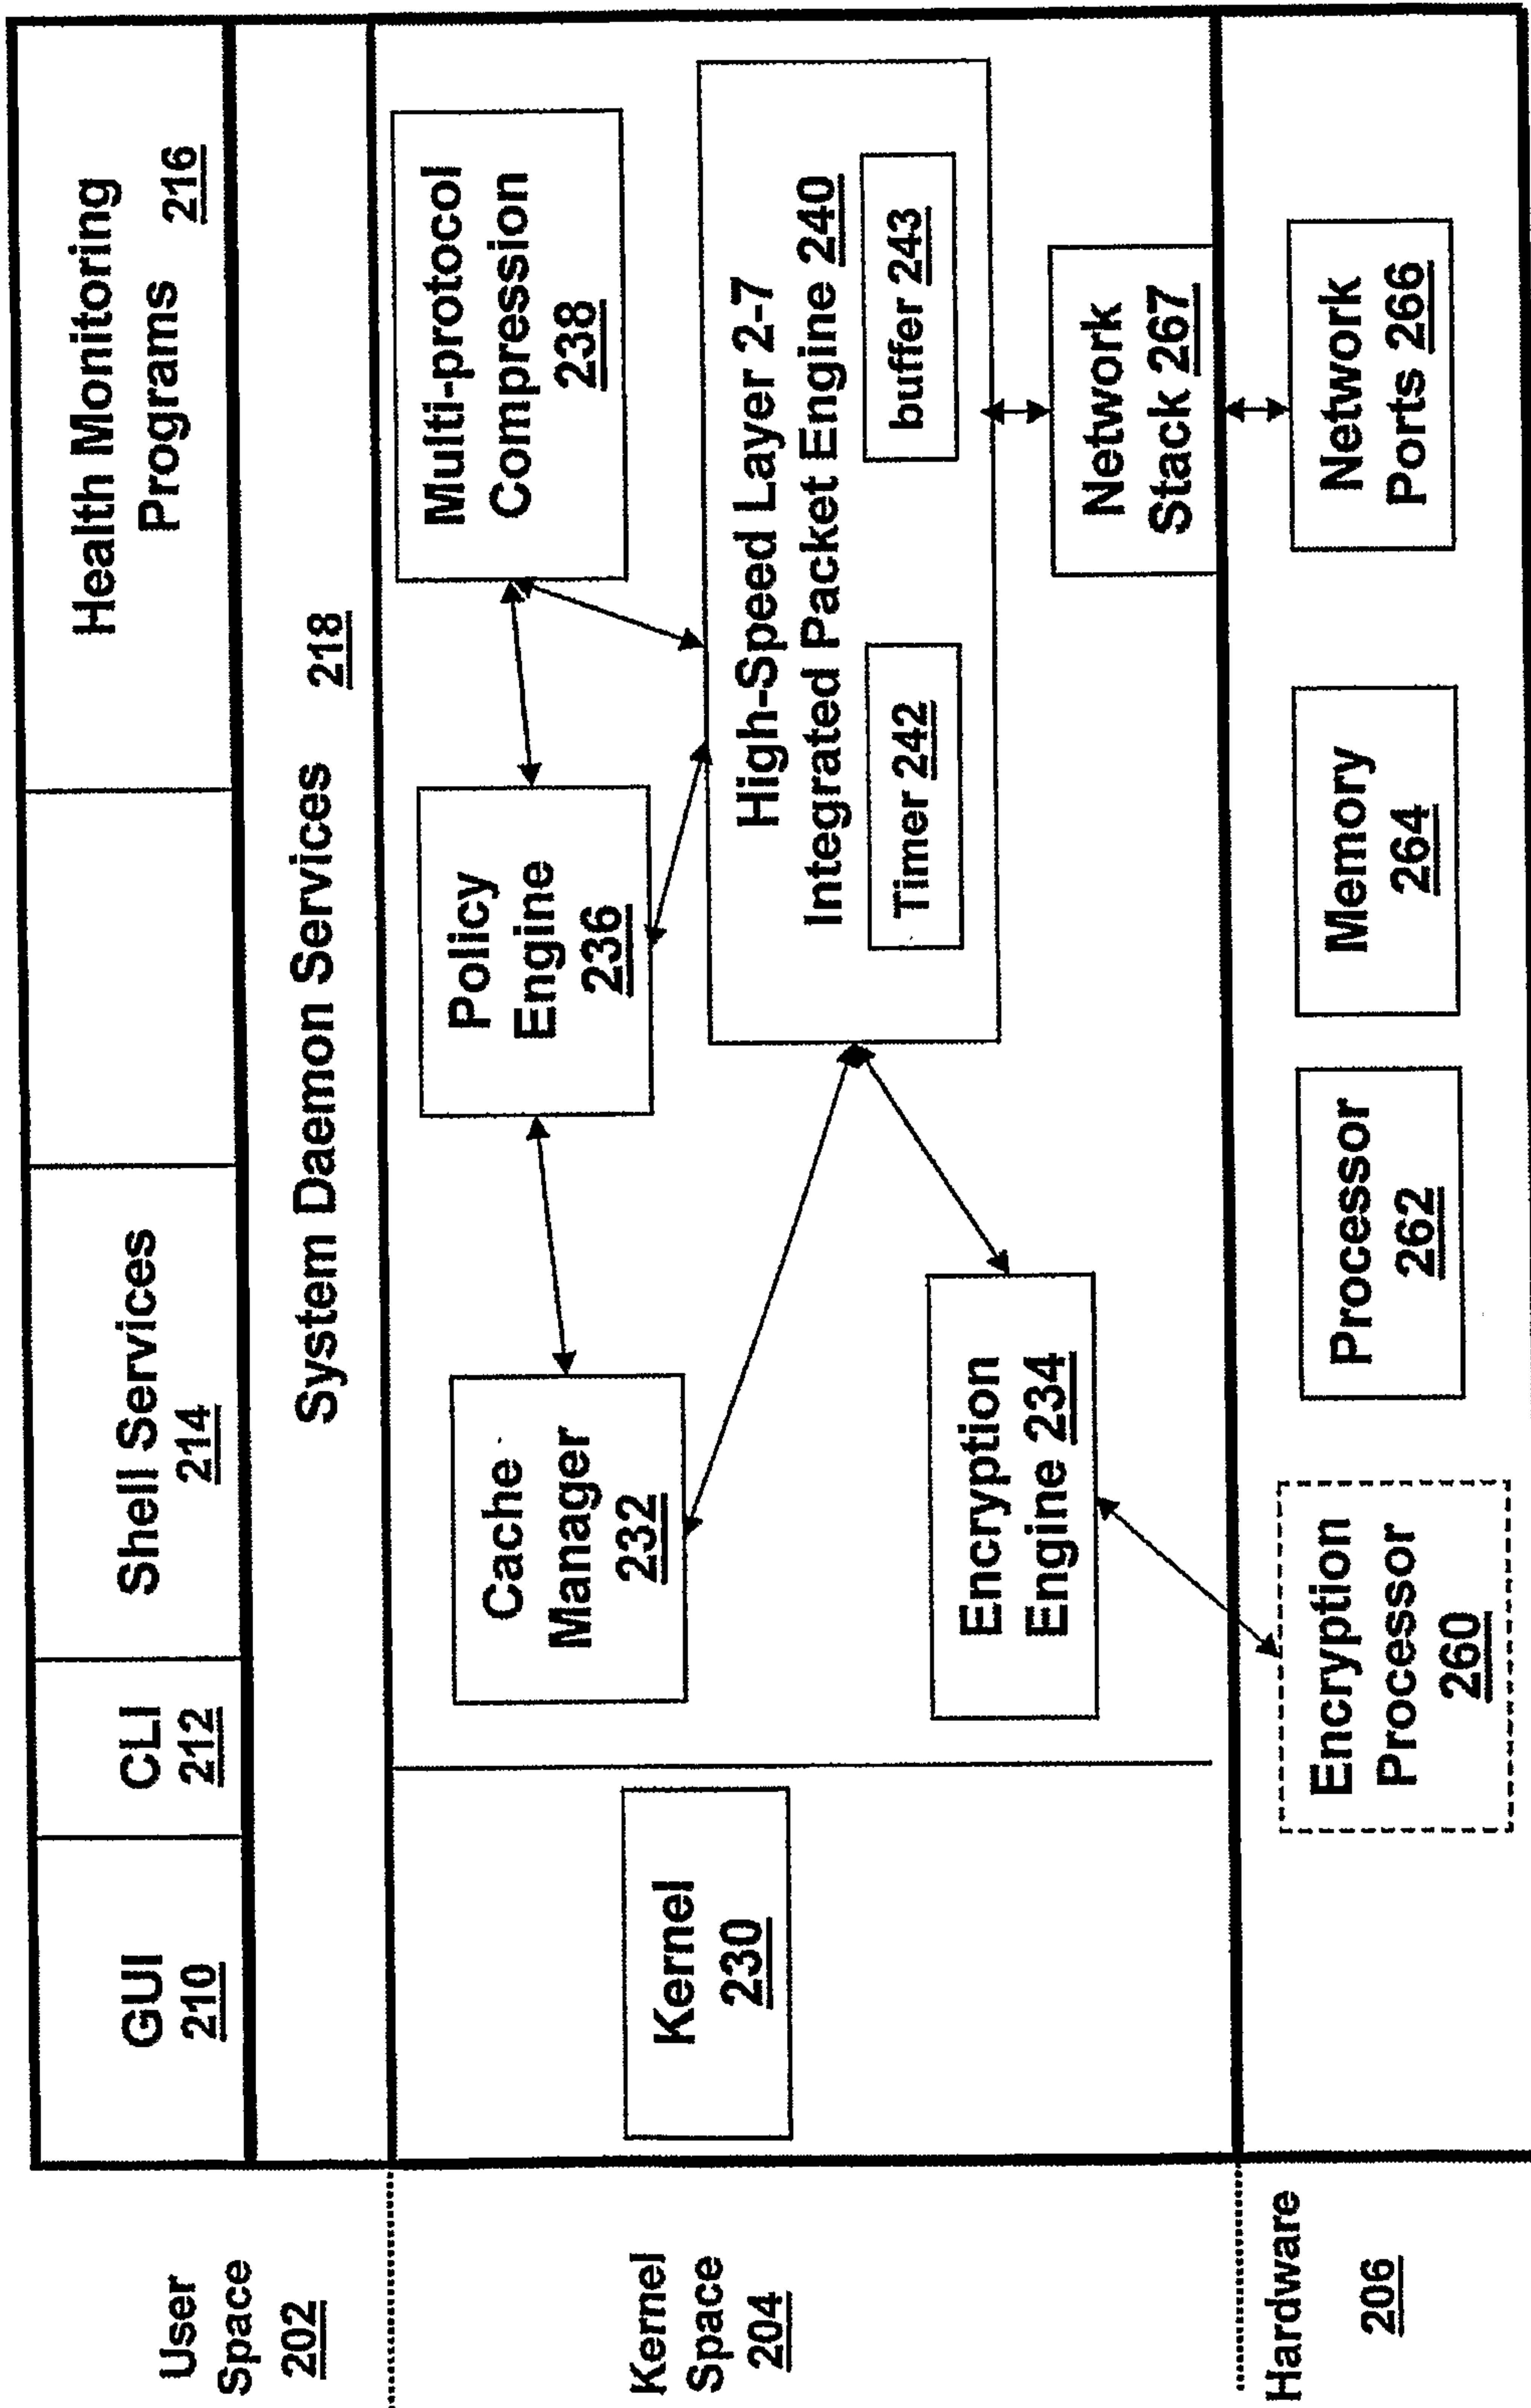 User
Space
202
GUI
210
CLI
212
Shell Services
214
Health Monitoring
Programs 216
System Daemon Services 218
Kernel
Space
204
Kernel
230
Cache
Manager
232
Policy
Engine
236
Multi-protocol
Compression
238
High-Speed Layer 2-7
Integrated Packet Engine 240
Timer 242
buffer 243
Encryption
Engine 234
Network
Stack 267
Hardware
206
Encryption
Processor
260
Processor
262
Memory
264
Network
Ports 266